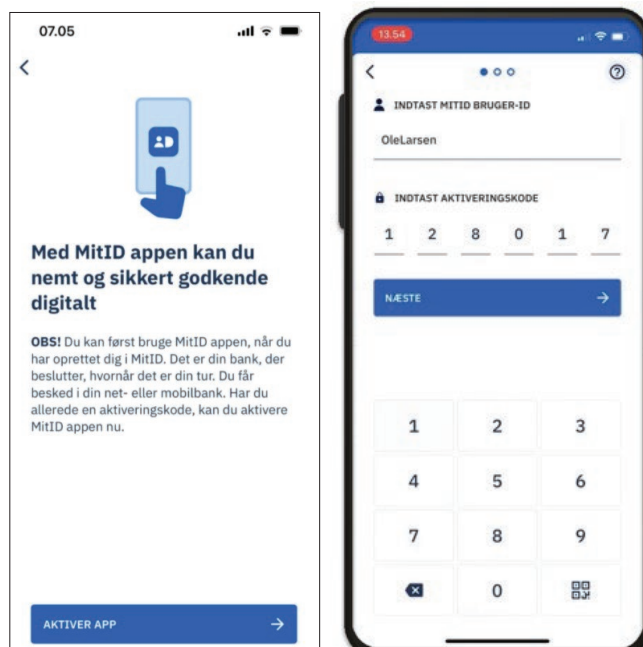 07.05
Med MitID appen kan du
nemt og sikkert godkende
digitalt
OBS! Du kan først bruge MitID appen, når du
har oprettet dig i MitID. Det er din bank, der
beslutter, hvornår det er din tur. Du får
besked i din net- eller mobilbank. Har du
allerede en aktiveringskode, kan du aktivere
MitID appen nu.
AKTIVER APP
13.54
INDTAST MITID BRUGER-ID
OleLarsen
INDTAST AKTIVERINGSKODE
1 2 8 0 1 7
NÆSTE
1 2 3
4 5 6
7 8 9
0